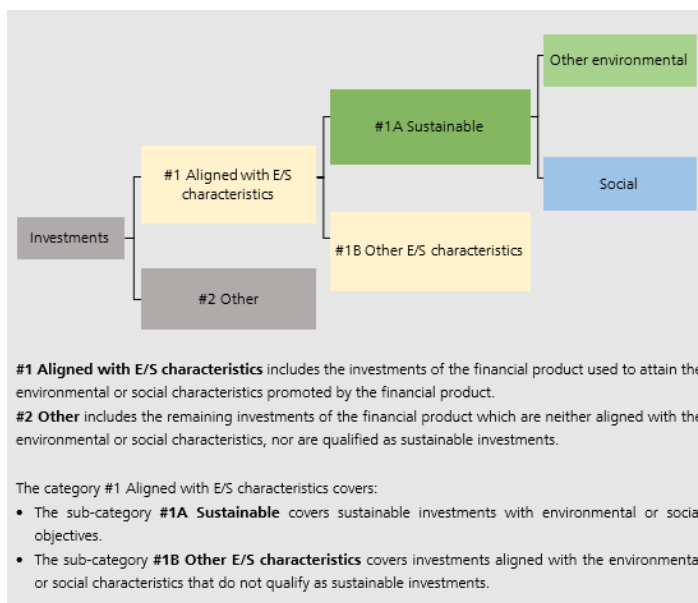 Other environmental
#1A Sustainable
#1 Aligned with E/S
characteristics
Social
Investments
#1B Other E/S characteristics
#2 Other
#1 Aligned with E/S characteristics includes the investments of the financial product used to attain the
environmental or social characteristics promoted by the financial product.
#2 Other includes the remaining investments of the financial product which are neither aligned with the
environmental or social characteristics, nor are qualified as sustainable investments.
The category #1 Aligned with E/S characteristics covers:
• The sub-category #1A Sustainable covers sustainable investments with environmental or social
objectives.
• The sub-category #1B Other E/S characteristics covers investments aligned with the environmental
or social characteristics that do not qualify as sustainable investments.